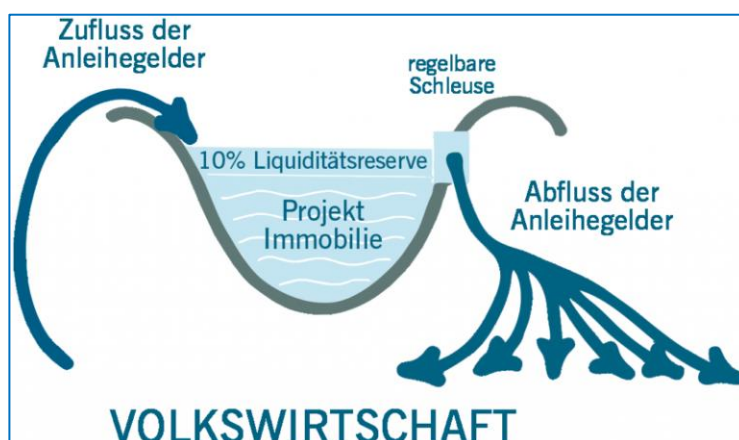 Zufluss der
Anleihegelder
regelbare
Schleuse
10% Liquiditätsreserve
Projekt
Immobilie
Abfluss der
Anleihegelder
VOLKSWIRTSCHAFT